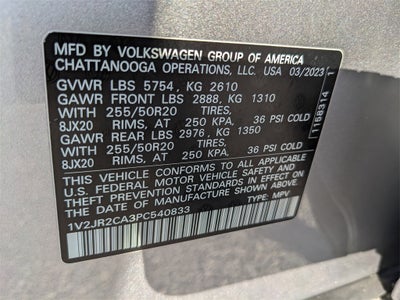 MFD BY VOLKSWAGEN GROUP OF AMERICA
CHATTANOOGA OPERATIONS, LLC. USA 03/2023
GVWR LBS 5754, KG 2610
GAWR FRONT LBS 2888, KG 1310
WITH 255/50R20 TIRES,
8JX20 RIMS, AT 250 KPA, 36 PSI COLD
GAWR REAR LBS 2976, KG 1350
WITH 255/50R20 TIRES,
8JX20 RIMS, AT 250 KPA, 36 PSI COLD
THIS VEHICLE CONFORMS TO ALL APPLICABLE
U.S. FEDERAL MOTOR VEHICLE SAFETY AND
THEFT PREVENTION STANDARDS IN EFFECT ON
THE DATE OF MANUFACTURE SHOWN ABOVE.
1V2JR2CA3PC540833 TYPE: MPV
1158314 1